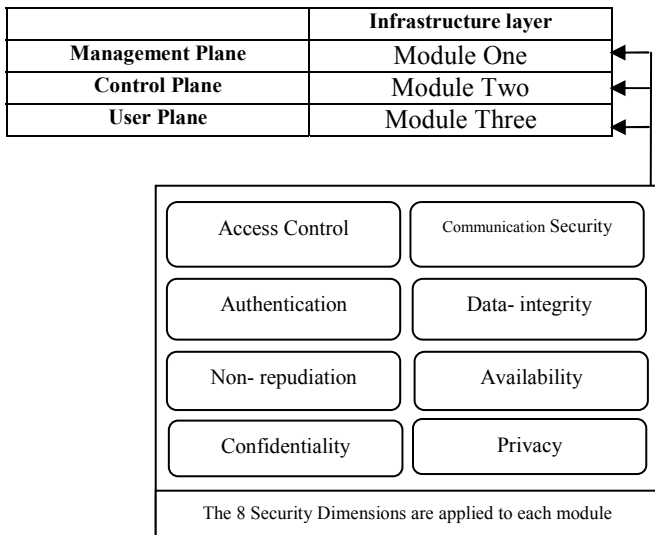 Infrastructure layer
Management Plane Module One
Control Plane Module Two
User Plane Module Three
Access Control Communication Security
Authentication Data- integrity
Non- repudiation Availability
Confidentiality Privacy
The 8 Security Dimensions are applied to each module